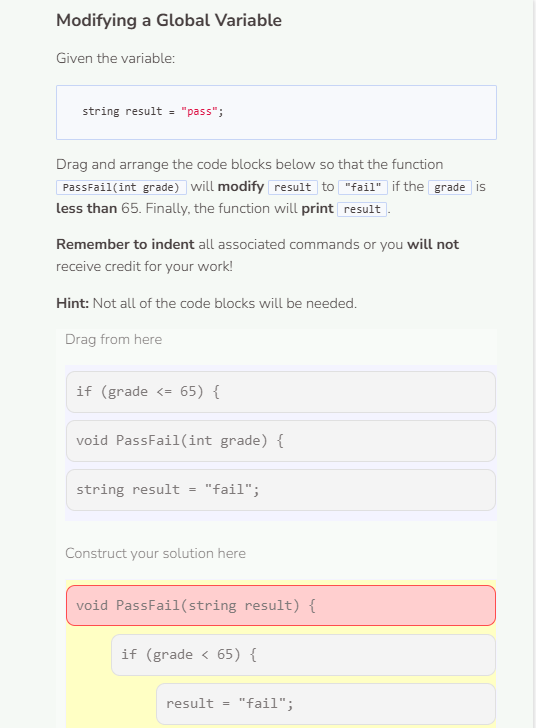 Modifying a Global Variable
Given the variable:
string result = "pass";
Drag and arrange the code blocks below so that the function
PassFail(int grade) will modify result to "fail" if the grade is
less than 65. Finally, the function will print result.
Remember to indent all associated commands or you will not
receive credit for your work!
Hint: Not all of the code blocks will be needed.
Drag from here
if (grade <= 65) {
void PassFail(int grade) {
string result = "fail";
Construct your solution here
void PassFail(string result) {
if (grade < 65) {
result = "fail";